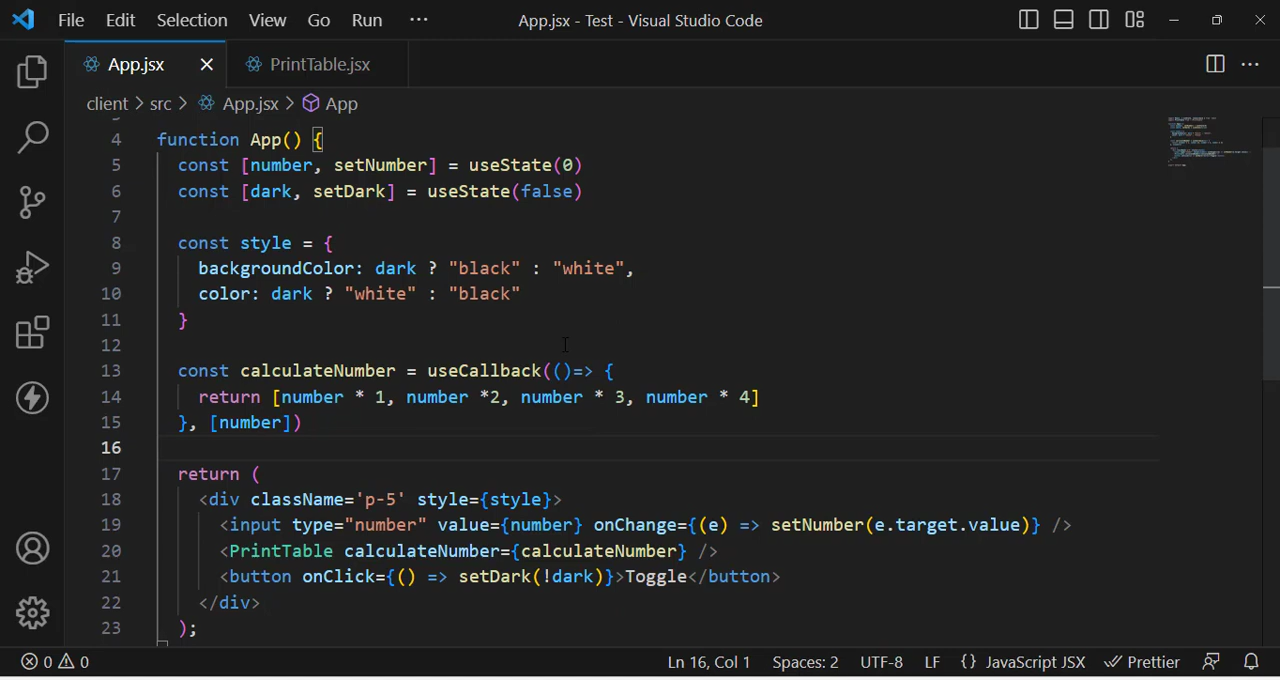 File Edit Selection View Go Run ··· App.jsx - Test - Visual Studio Code
App.jsx PrintTable.jsx
client > src > App.jsx > App
4 function App() {
5 const [number, setNumber] = useState(0)
6 const [dark, setDark] = useState(false)
7
8 const style = {
9 backgroundColor: dark ? "black" : "white",
10 color: dark ? "white" : "black"
11 }
12
13 const calculateNumber = useCallback(()=> {
14 return [number * 1, number *2, number * 3, number * 4]
15 }, [number])
16
17 return (
18 <div className='p-5' style={style}>
19 <input type="number" value={number} onChange={(e) => setNumber(e.target.value)} />
20 <PrintTable calculateNumber={calculateNumber} />
21 <button onClick={() => setDark(!dark)}>Toggle</button>
22 </div>
23 );
0 0 Ln 16, Col 1 Spaces: 2 UTF-8 LF {} JavaScript JSX Prettier